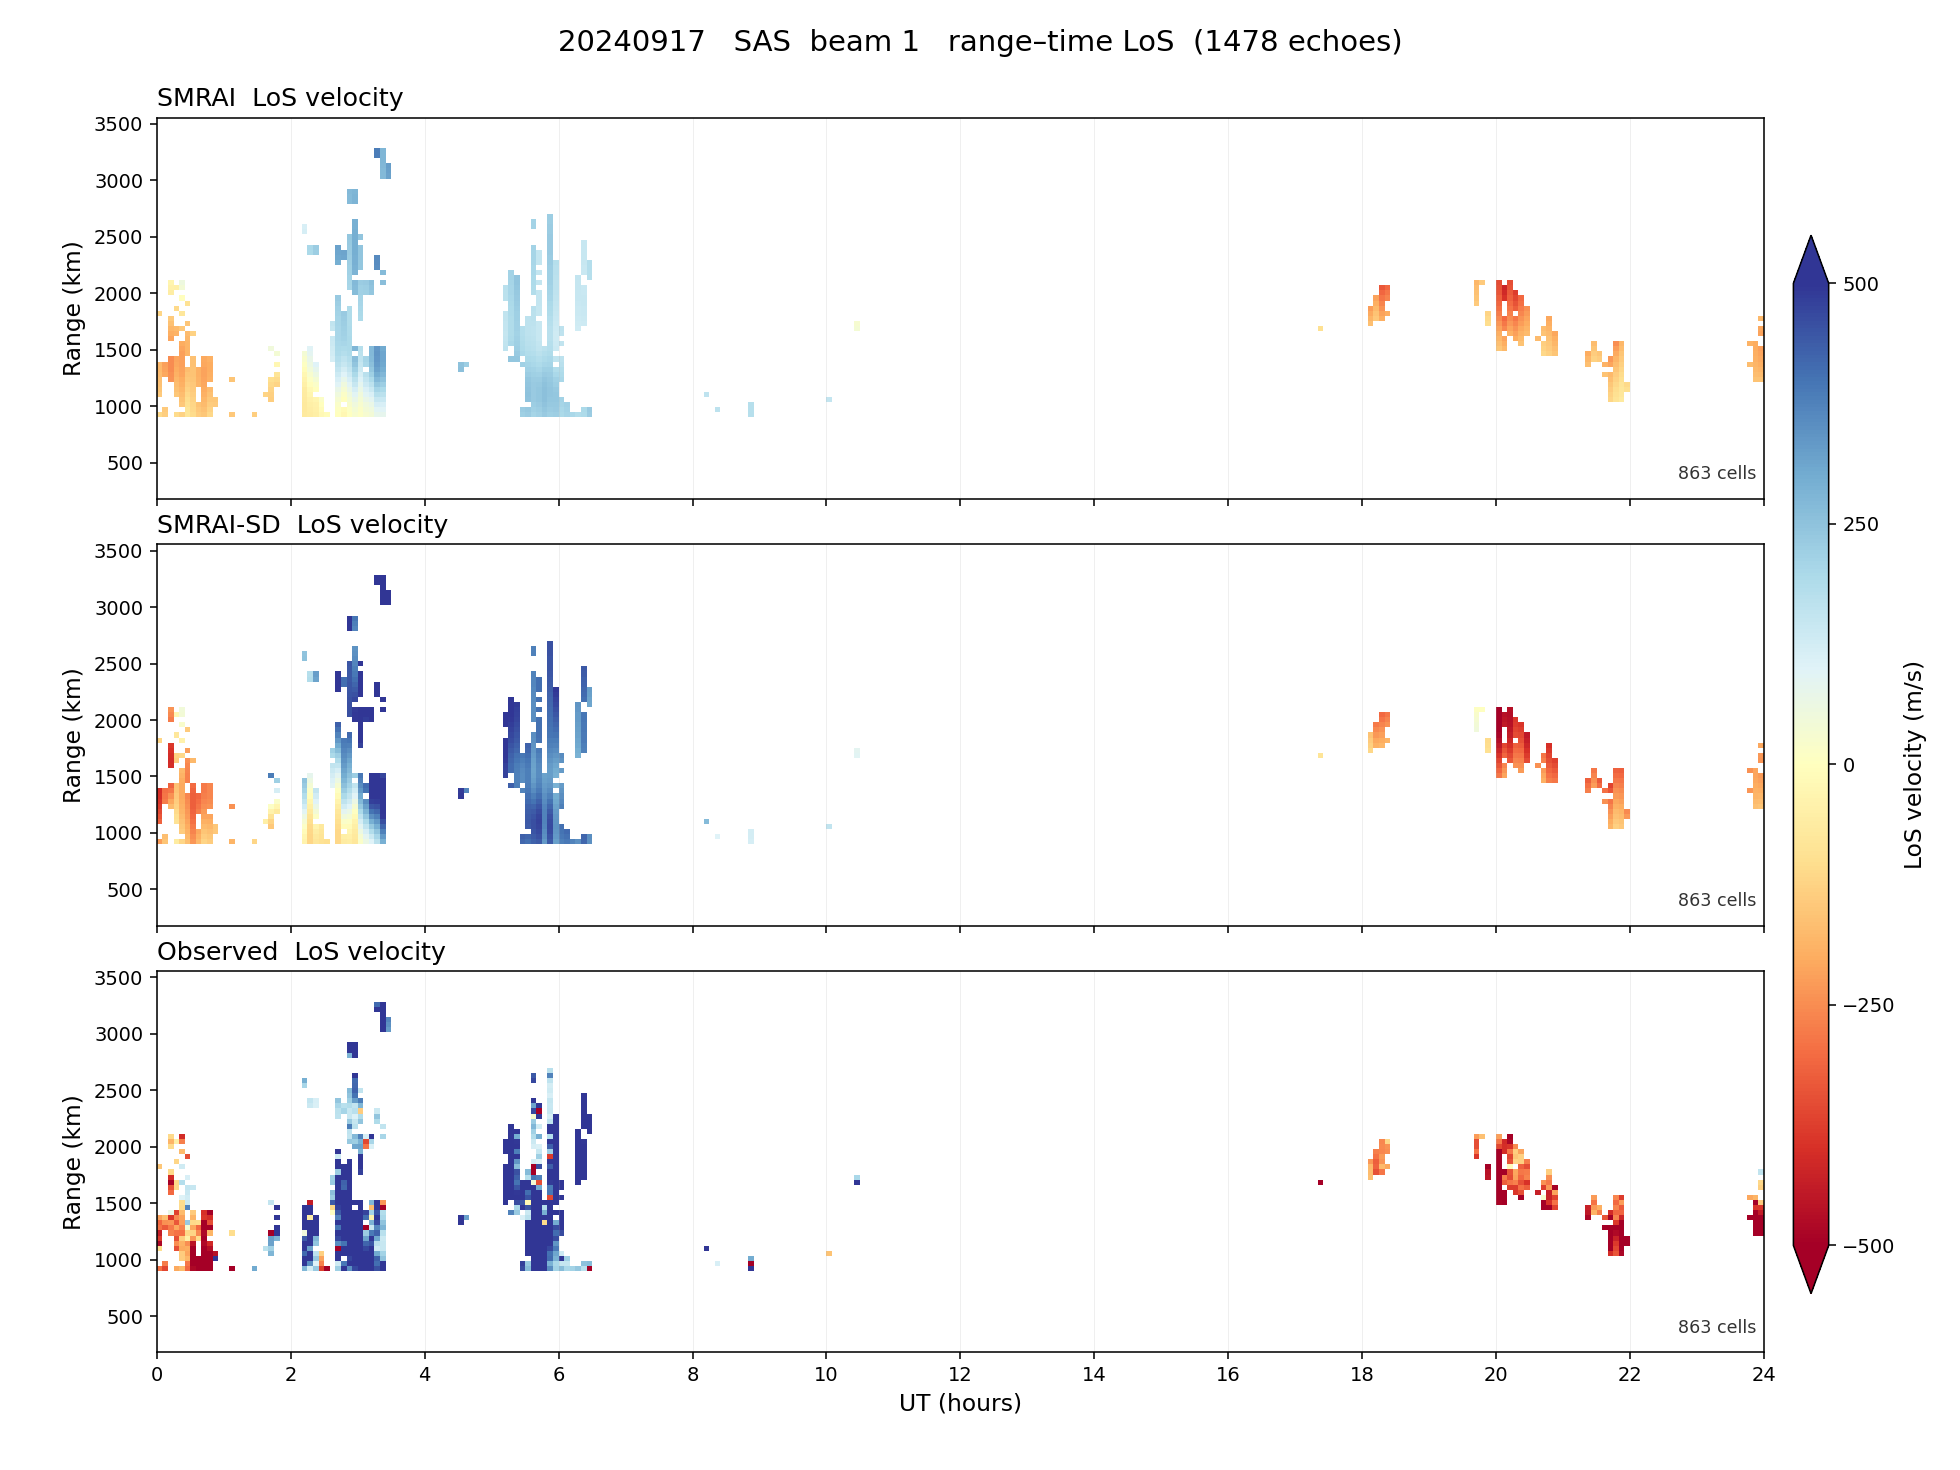 20240917   SAS  beam 1   range–time LoS  (1478 echoes)
SMRAI  LoS velocity
3500
3000
2500
2000
1500
1000
500
Range (km)
863 cells
SMRAI-SD  LoS velocity
3500
3000
2500
2000
1500
1000
500
Range (km)
863 cells
Observed  LoS velocity
3500
3000
2500
2000
1500
1000
500
Range (km)
863 cells
0 2 4 6 8 10 12 14 16 18 20 22 24
UT (hours)
500
250
0
−250
−500
LoS velocity (m/s)